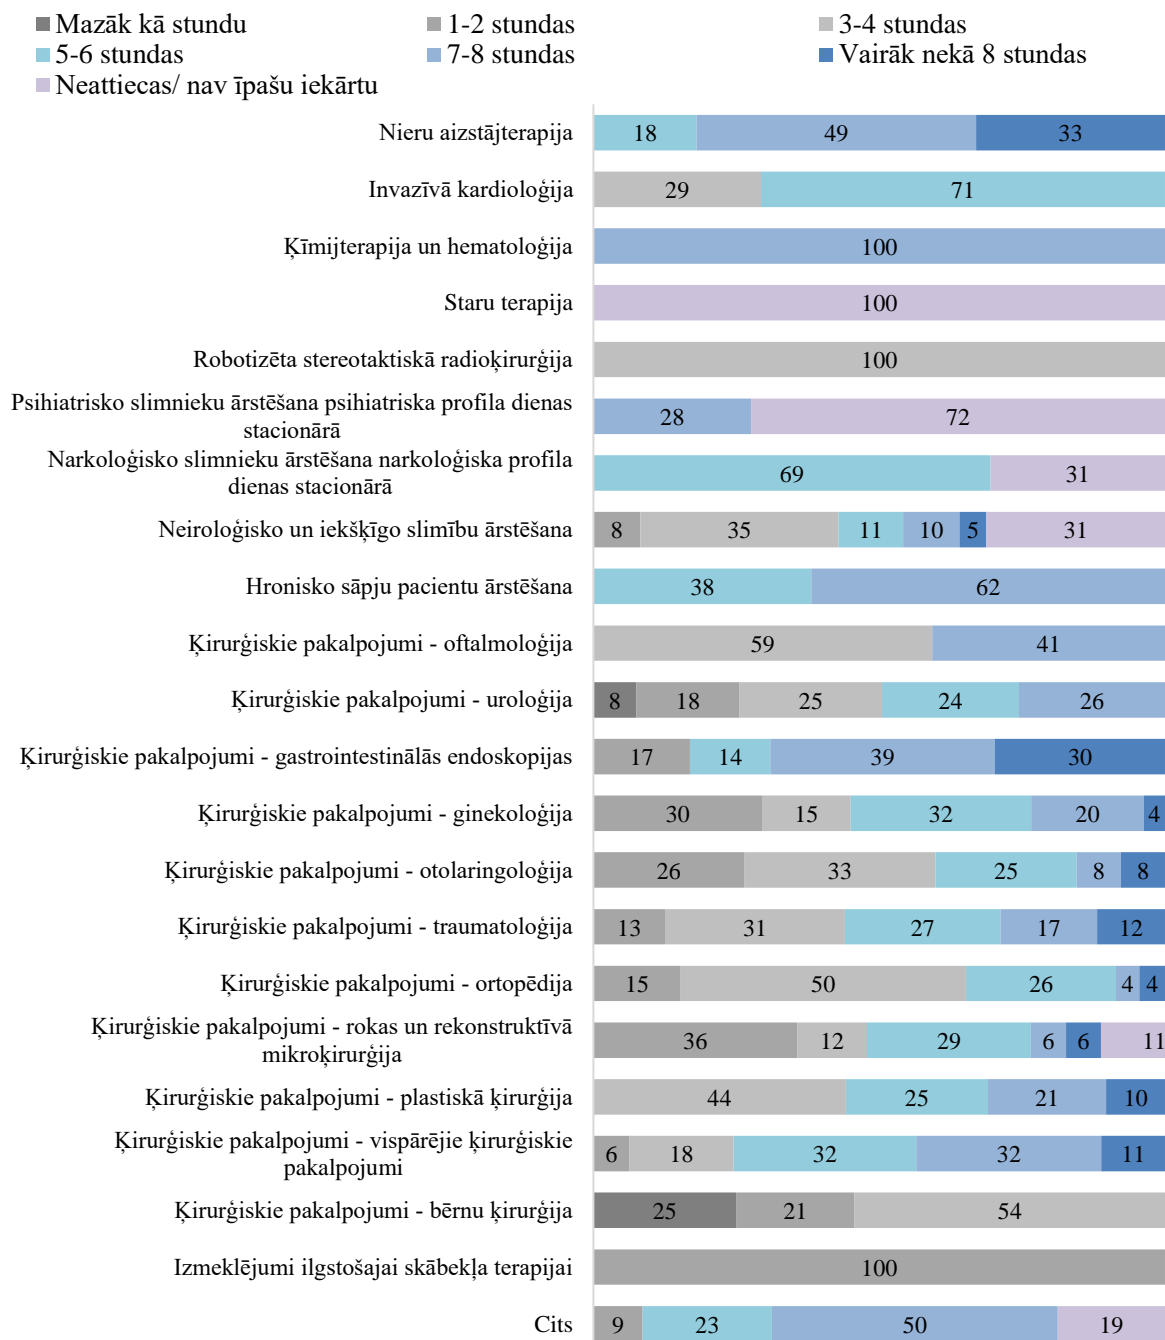 Mazāk kā stundu 1-2 stundas 3-4 stundas
5-6 stundas 7-8 stundas Vairāk nekā 8 stundas
Neattiecas/ nav īpašu iekārtu
Nieru aizstājterapija 18 49 33
Invazīvā kardioloģija 29 71
Ķīmijterapija un hematoloģija 100
Staru terapija 100
Robotizēta stereotaktiskā radioķirurģija 100
Psihiatrisko slimnieku ārstēšana psihiatriska profila dienas
stacionārā 28 72
Narkoloģisko slimnieku ārstēšana narkoloģiska profila
dienas stacionārā 69 31
Neiroloģisko un iekšķīgo slimību ārstēšana 8 35 11 10 5 31
Hronisko sāpju pacientu ārstēšana 38 62
Ķirurģiskie pakalpojumi - oftalmoloģija 59 41
Ķirurģiskie pakalpojumi - uroloģija 8 18 25 24 26
Ķirurģiskie pakalpojumi - gastrointestinālās endoskopijas 17 14 39 30
Ķirurģiskie pakalpojumi - ginekoloģija 30 15 32 20 4
Ķirurģiskie pakalpojumi - otolaringoloģija 26 33 25 8 8
Ķirurģiskie pakalpojumi - traumatoloģija 13 31 27 17 12
Ķirurģiskie pakalpojumi - ortopēdija 15 50 26 4 4
Ķirurģiskie pakalpojumi - rokas un rekonstruktīvā
mikroķirurģija 36 12 29 6 6 11
Ķirurģiskie pakalpojumi - plastiskā ķirurģija 44 25 21 10
Ķirurģiskie pakalpojumi - vispārējie ķirurģiskie
pakalpojumi 6 18 32 32 11
Ķirurģiskie pakalpojumi - bērnu ķirurģija 25 21 54
Izmeklējumi ilgstošajai skābekļa terapijai 100
Cits 9 23 50 19